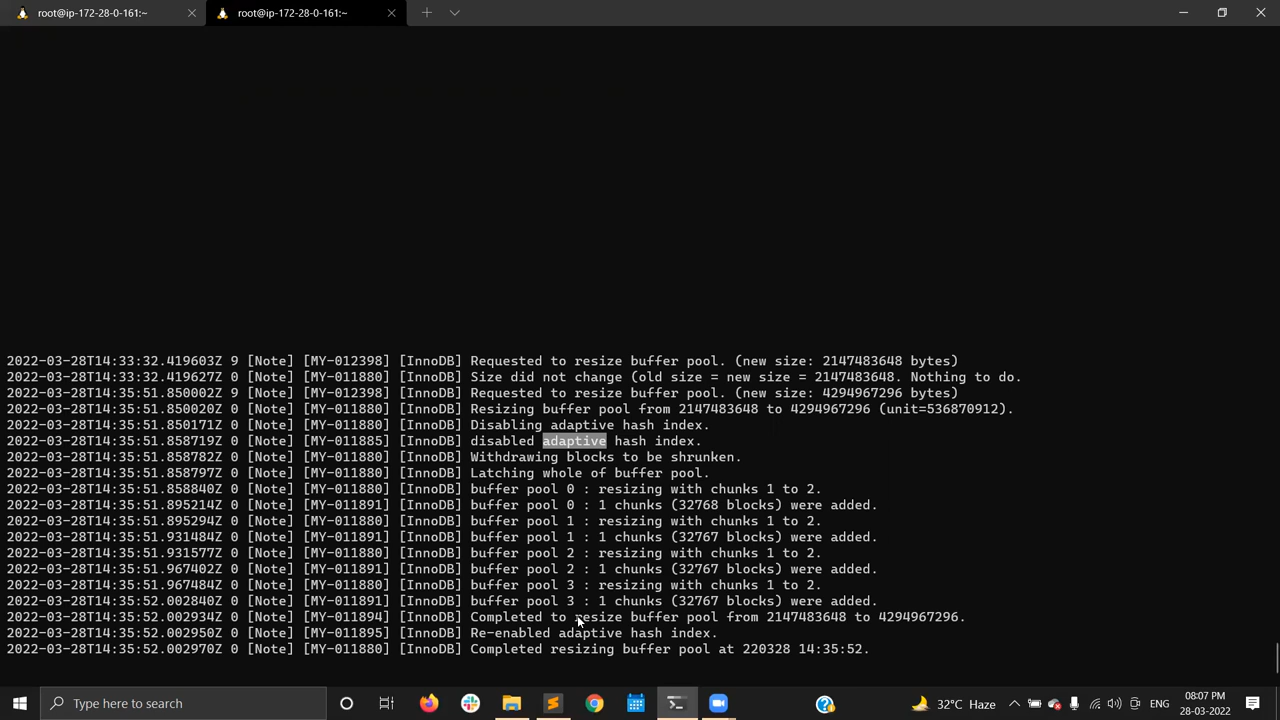 root@ip-172-28-0-161:~
root@ip-172-28-0-161:~
2022-03-28T14:33:32.419603Z 9 [Note] [MY-012398] [InnoDB] Requested to resize buffer pool. (new size: 2147483648 bytes)
2022-03-28T14:33:32.419627Z 0 [Note] [MY-011880] [InnoDB] Size did not change (old size = new size = 2147483648. Nothing to do.
2022-03-28T14:35:51.850002Z 9 [Note] [MY-012398] [InnoDB] Requested to resize buffer pool. (new size: 4294967296 bytes)
2022-03-28T14:35:51.850020Z 0 [Note] [MY-011880] [InnoDB] Resizing buffer pool from 2147483648 to 4294967296 (unit=536870912).
2022-03-28T14:35:51.850171Z 0 [Note] [MY-011880] [InnoDB] Disabling adaptive hash index.
2022-03-28T14:35:51.858719Z 0 [Note] [MY-011885] [InnoDB] disabled adaptive hash index.
2022-03-28T14:35:51.858782Z 0 [Note] [MY-011880] [InnoDB] Withdrawing blocks to be shrunken.
2022-03-28T14:35:51.858797Z 0 [Note] [MY-011880] [InnoDB] Latching whole of buffer pool.
2022-03-28T14:35:51.858840Z 0 [Note] [MY-011880] [InnoDB] buffer pool 0 : resizing with chunks 1 to 2.
2022-03-28T14:35:51.895214Z 0 [Note] [MY-011891] [InnoDB] buffer pool 0 : 1 chunks (32768 blocks) were added.
2022-03-28T14:35:51.895294Z 0 [Note] [MY-011880] [InnoDB] buffer pool 1 : resizing with chunks 1 to 2.
2022-03-28T14:35:51.931484Z 0 [Note] [MY-011891] [InnoDB] buffer pool 1 : 1 chunks (32767 blocks) were added.
2022-03-28T14:35:51.931577Z 0 [Note] [MY-011880] [InnoDB] buffer pool 2 : resizing with chunks 1 to 2.
2022-03-28T14:35:51.967402Z 0 [Note] [MY-011891] [InnoDB] buffer pool 2 : 1 chunks (32767 blocks) were added.
2022-03-28T14:35:51.967484Z 0 [Note] [MY-011880] [InnoDB] buffer pool 3 : resizing with chunks 1 to 2.
2022-03-28T14:35:52.002840Z 0 [Note] [MY-011891] [InnoDB] buffer pool 3 : 1 chunks (32767 blocks) were added.
2022-03-28T14:35:52.002934Z 0 [Note] [MY-011894] [InnoDB] Completed to resize buffer pool from 2147483648 to 4294967296.
2022-03-28T14:35:52.002950Z 0 [Note] [MY-011895] [InnoDB] Re-enabled adaptive hash index.
2022-03-28T14:35:52.002970Z 0 [Note] [MY-011880] [InnoDB] Completed resizing buffer pool at 220328 14:35:52.
Type here to search
32°C Haze
ENG
08:07 PM
28-03-2022